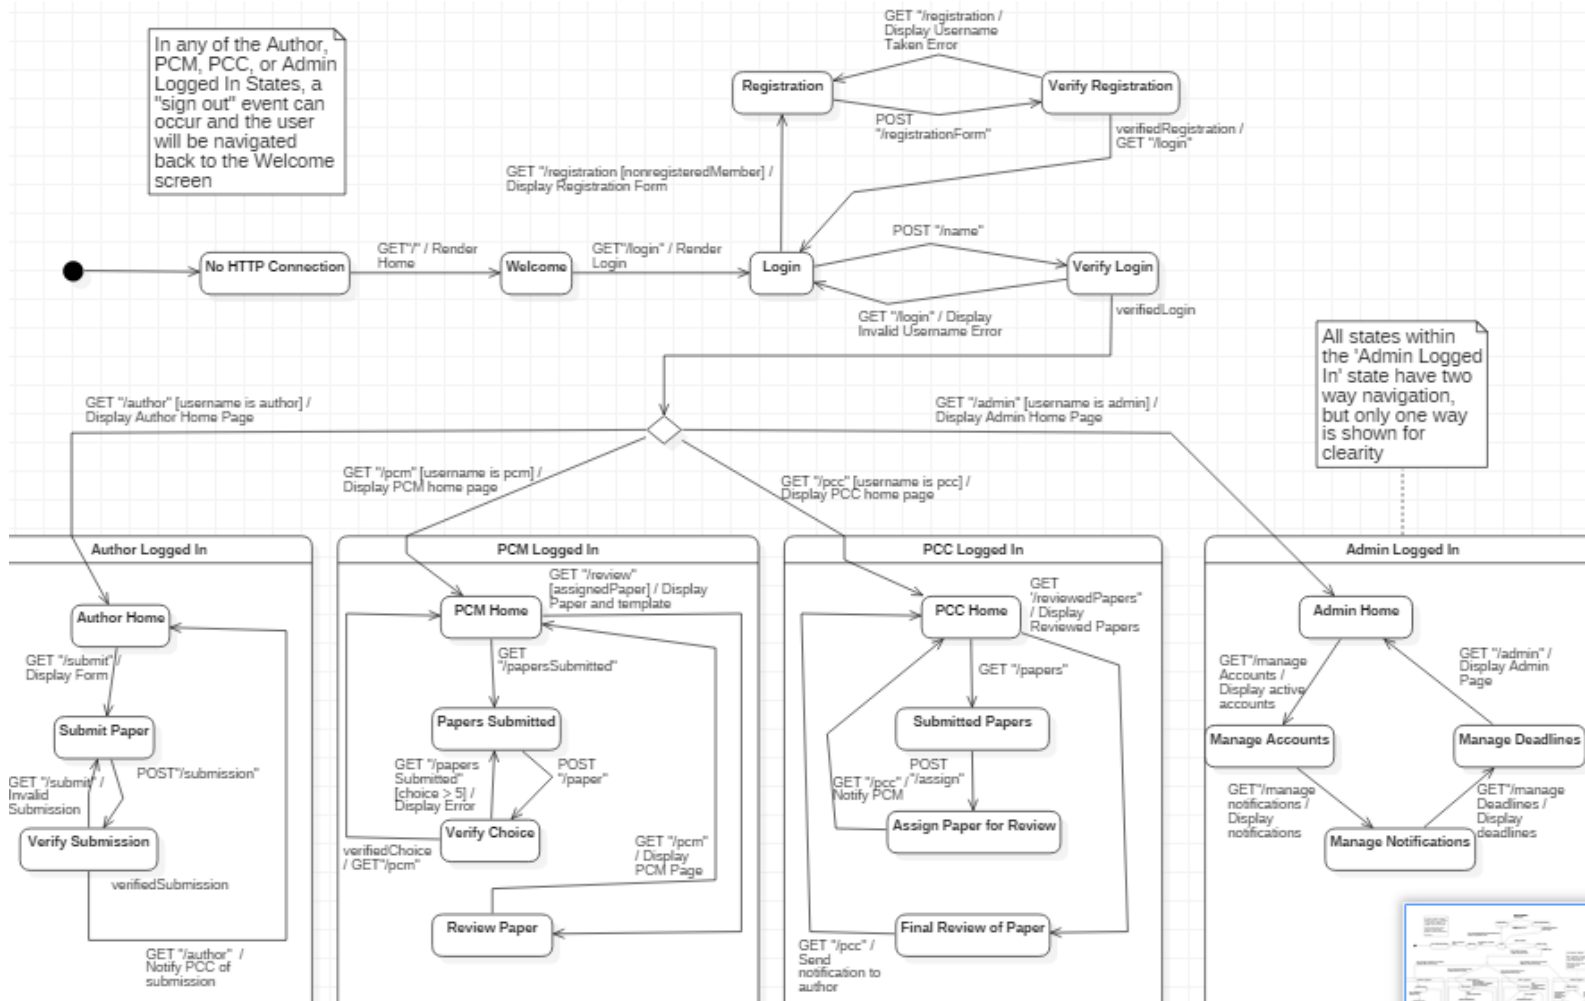 GET "/registration /
Display Username
Taken Error
In any of the Author,
PCM, PCC, or Admin
Logged In States, a
"sign out" event can
occur and the user
will be navigated
back to the Welcome
screen
Registration
Verify Registration
POST
"/registrationForm"
verifiedRegistration /
GET "/login"
GET "/registration [nonregisteredMember] /
Display Registration Form
POST "/name"
GET"/" / Render
Home
GET"/login" / Render
Login
No HTTP Connection
Welcome
Login
Verify Login
GET "/login" / Display
Invalid Username Error
verifiedLogin
All states within
the 'Admin Logged
In' state have two
way navigation,
but only one way
is shown for
clearity
GET "/author" [username is author] /
Display Author Home Page
GET "/admin" [username is admin] /
Display Admin Home Page
GET "/pcm" [username is pcm] /
Display PCM home page
GET "/pcc" [username is pcc] /
Display PCC home page
Author Logged In
Author Home
GET "/submit" /
Display Form
Submit Paper
POST"/submission"
GET "/submit" /
Invalid
Submission
Verify Submission
verifiedSubmission
GET "/author" /
Notify PCC of
submission
PCM Logged In
GET "/review"
[assignedPaper] / Display
Paper and template
PCM Home
GET
"/papersSubmitted"
Papers Submitted
GET "/papers
Submitted"
[choice > 5] /
Display Error
POST
"/paper"
Verify Choice
verifiedChoice
/ GET"/pcm"
GET "/pcm"
/ Display
PCM Page
Review Paper
PCC Logged In
GET
'/reviewedPapers"
/ Display
Reviewed Papers
PCC Home
GET "/papers"
Submitted Papers
POST
"/assign"
GET "/pcc" /
Notify PCM
Assign Paper for Review
Final Review of Paper
GET "/pcc" /
Send
notification to
author
Admin Logged In
Admin Home
GET"/manage
Accounts /
Display active
accounts
GET "/admin" /
Display Admin
Page
Manage Accounts
Manage Deadlines
GET"/manage
notifications /
Display
notifications
GET"/manage
Deadlines /
Display
deadlines
Manage Notifications